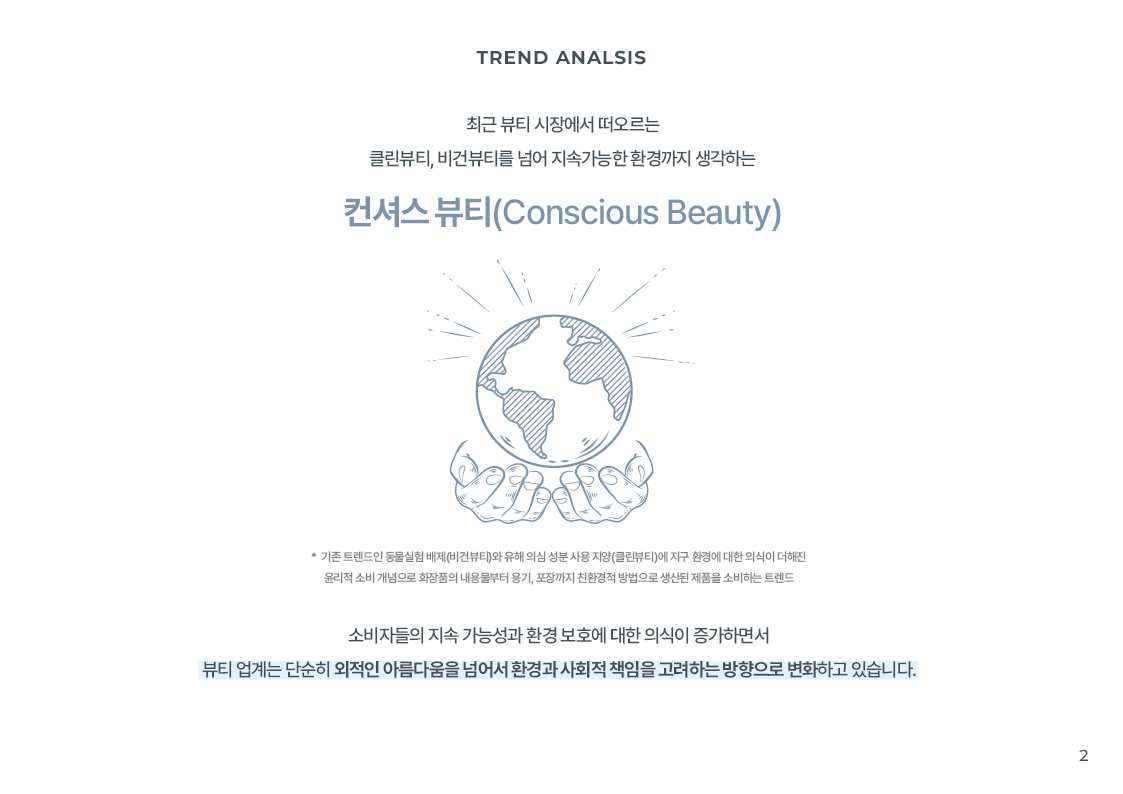 TREND ANALSIS
최근 뷰티 시장에서 떠오르는
클린뷰티, 비건뷰티를 넘어 지속가능한 환경까지 생각하는
컨셔스 뷰티(Conscious Beauty)
* 기존 트렌드인 동물실험 배제(비건뷰티)와 유해 의심 성분 사용 지양(클린뷰티)에 지구 환경에 대한 의식이 더해진
윤리적 소비 개념으로 화장품의 내용물부터 용기, 포장까지 친환경적 방법으로 생산된 제품을 소비하는 트렌드
소비자들의 지속 가능성과 환경 보호에 대한 의식이 증가하면서
뷰티 업계는 단순히 외적인 아름다움을 넘어서 환경과 사회적 책임을 고려하는 방향으로 변화하고 있습니다.
2